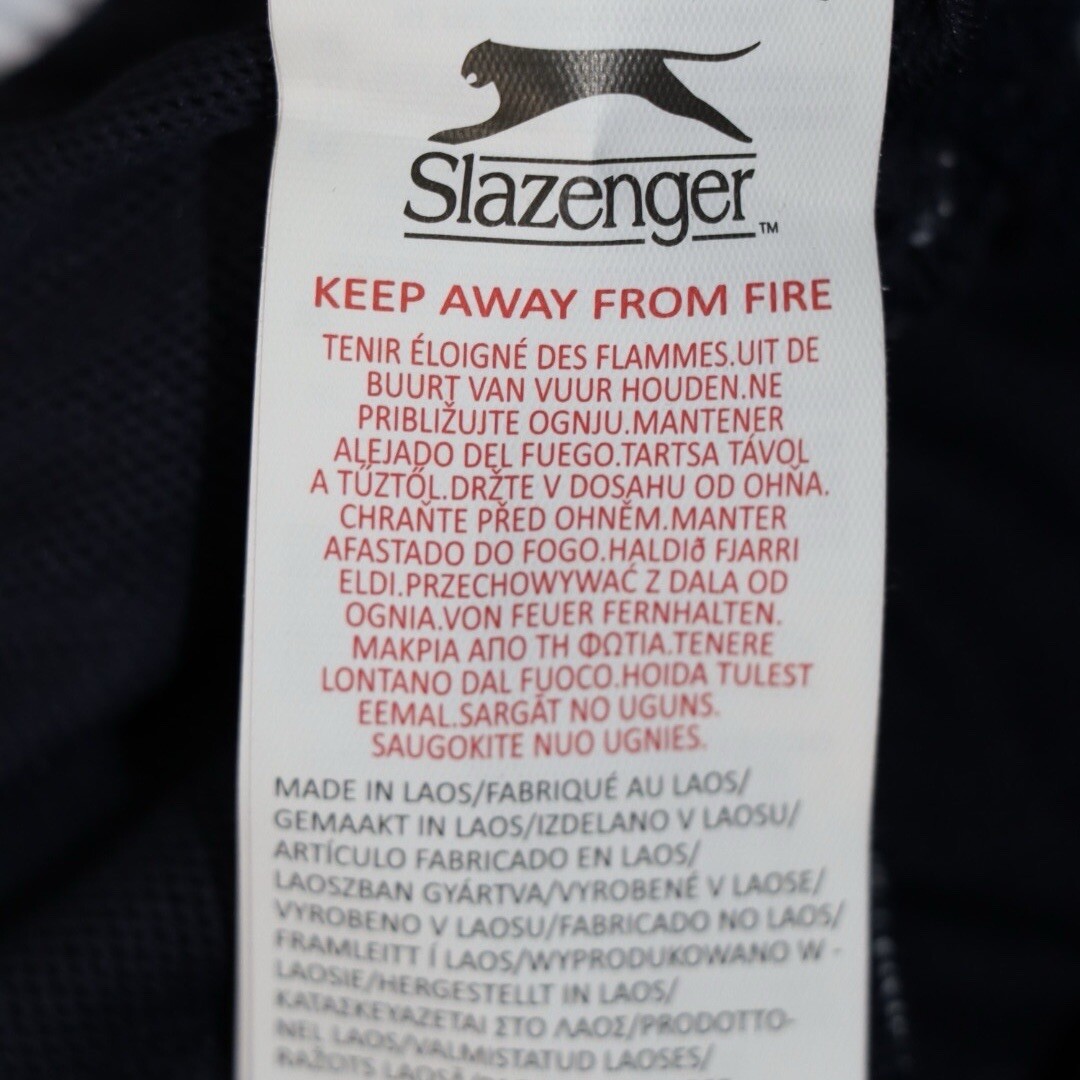 Slazenger™
KEEP AWAY FROM FIRE
TENIR ÉLOIGNÉ DES FLAMMES.UIT DE
BUURT VAN VUUR HOUDEN.NE
PRIBLIŽUJTE OGNJU.MANTENER
ALEJADO DEL FUEGO.TARTSA TÁVOL
A TŰZTŐL.DRŽTE V DOSAHU OD OHŇA.
CHRAŇTE PŘED OHNĚM.MANTER
AFASTADO DO FOGO.HALDIð FJARRI
ELDI.PRZECHOWYWAĆ Z DALA OD
OGNIA.VON FEUER FERNHALTEN.
ΜΑΚΡΙΑ ΑΠΟ ΤΗ ΦΩΤΙΑ.TENERE
LONTANO DAL FUOCO.HOIDA TULEST
EEMAL.SARGĀT NO UGUNS.
SAUGOKITE NUO UGNIES.
MADE IN LAOS/FABRIQUÉ AU LAOS/
GEMAAKT IN LAOS/IZDELANO V LAOSU/
ARTÍCULO FABRICADO EN LAOS/
LAOSZBAN GYÁRTVA/VYROBENÉ V LAOSE/
VYROBENO V LAOSU/FABRICADO NO LAOS/
FRAMLEITT Í LAOS/WYPRODUKOWANO W -
LAOSIE/HERGESTELLT IN LAOS/
ΚΑΤΑΣΚΕΥΑΖΕΤΑΙ ΣΤΟ ΛΑΟΣ/PRODOTTO-
NEL LAOS/VALMISTATUD LAOSES/
RAŽOTS LAOSĀ/